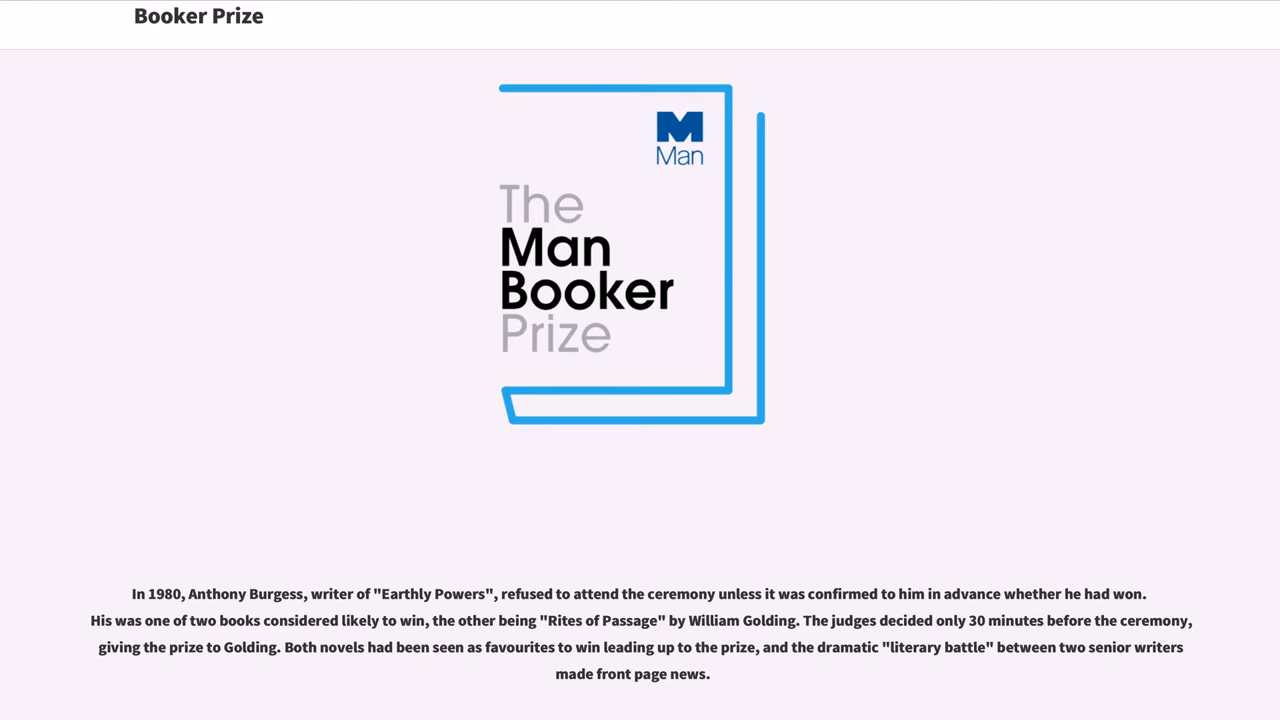 Booker Prize
M
Man
The
Man
Booker
Prize
In 1980, Anthony Burgess, writer of "Earthly Powers", refused to attend the ceremony unless it was confirmed to him in advance whether he had won.
His was one of two books considered likely to win, the other being "Rites of Passage" by William Golding. The judges decided only 30 minutes before the ceremony,
giving the prize to Golding. Both novels had been seen as favourites to win leading up to the prize, and the dramatic "literary battle" between two senior writers
made front page news.